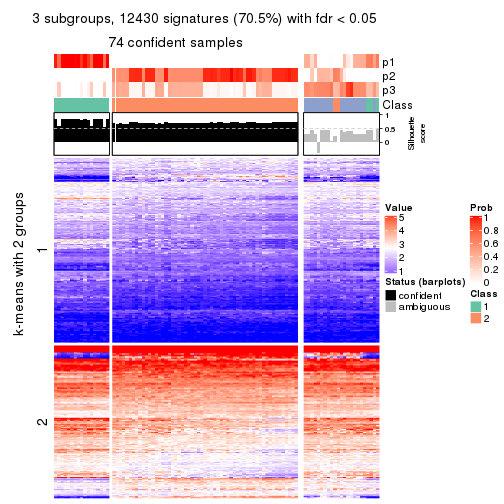 3 subgroups, 12430 signatures (70.5%) with fdr < 0.05
74 confident samples
p1
p2
p3
Class
1
0.5
0
Silhouette
score
k-means with 2 groups
1
2
Value
5
4
3
2
1
Status (barplots)
confident
ambiguous
Prob
1
0.8
0.6
0.4
0.2
0
Class
1
2